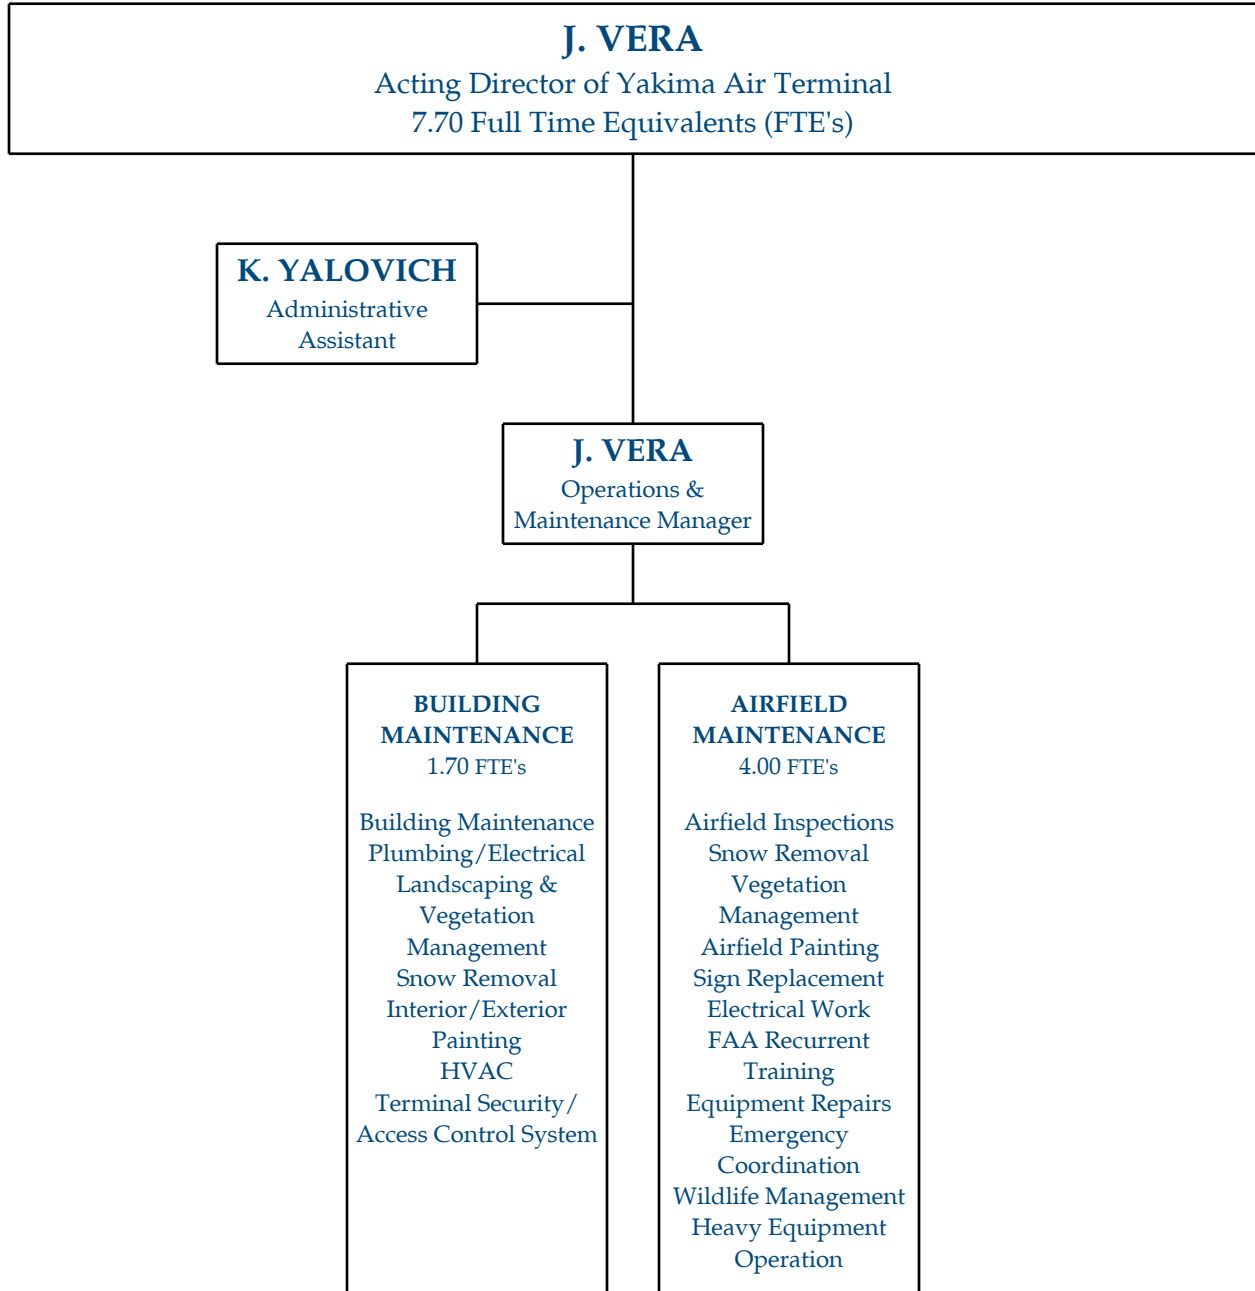 J. VERA
Acting Director of Yakima Air Terminal
7.70 Full Time Equivalents (FTE's)
K. YALOVICH
Administrative
Assistant
J. VERA
Operations &
Maintenance Manager
BUILDING
MAINTENANCE
1.70 FTE's
Building Maintenance
Plumbing/Electrical
Landscaping &
Vegetation
Management
Snow Removal
Interior/Exterior
Painting
HVAC
Terminal Security/
Access Control System
AIRFIELD
MAINTENANCE
4.00 FTE's
Airfield Inspections
Snow Removal
Vegetation
Management
Airfield Painting
Sign Replacement
Electrical Work
FAA Recurrent
Training
Equipment Repairs
Emergency
Coordination
Wildlife Management
Heavy Equipment
Operation